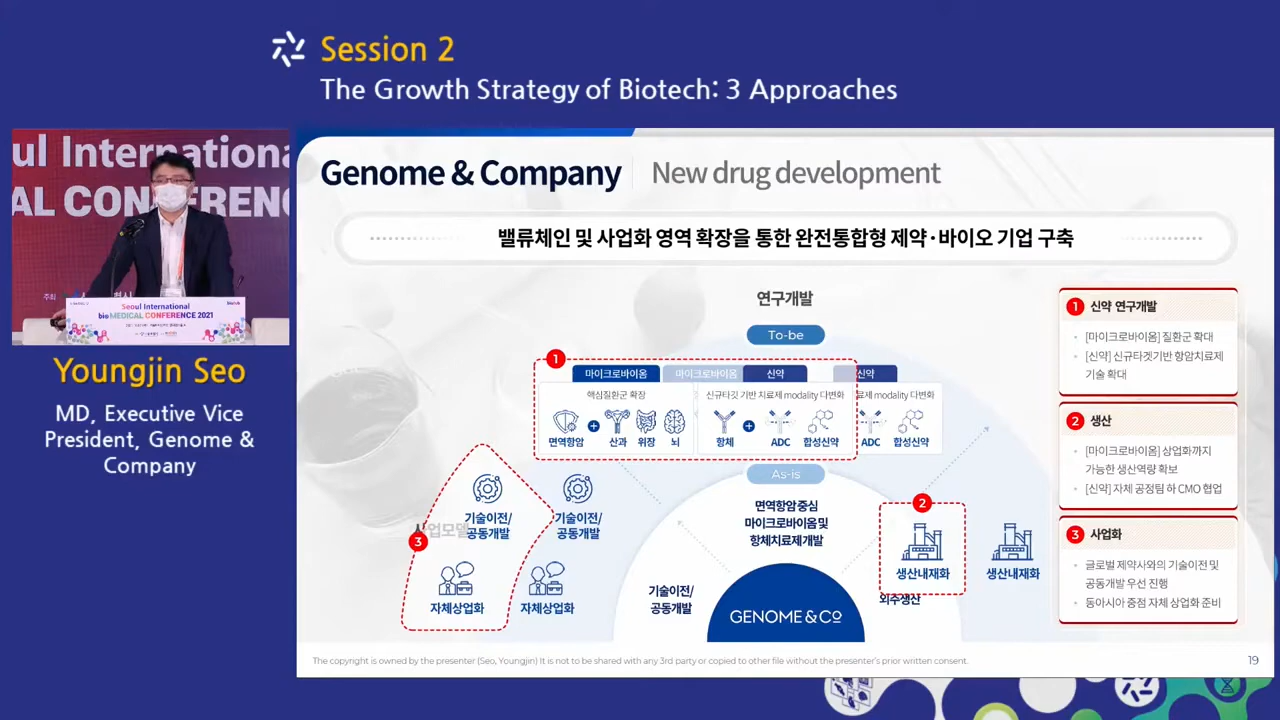 Session 2
The Growth Strategy of Biotech: 3 Approaches
ul Internationa
AL CONFERENC
주최
Seoul International
bio MEDICAL CONFERENCE 2021
Youngjin Seo
MD, Executive Vice
President, Genome &
Company
Genome & Company
New drug development
밸류체인 및 사업화 영역 확장을 통한 완전통합형 제약·바이오 기업 구축
연구개발
To-be
1
마이크로바이옴
마이크로바이옴
신약
신약
핵심질환군 확장
신규타깃 기반 치료제 modality 다변화
료제 modality 다변화
면역항암
+
산과
위장
뇌
항체
+
ADC
합성신약
ADC
합성신약
As-is
면역항암 중심
마이크로바이옴 및
항체치료제개발
기술이전/
공동개발
GENOME & CO
외주생산
사업모델
기술이전/
공동개발
기술이전/
공동개발
3
자체상업화
자체상업화
2
생산내재화
생산내재화
1 신약 연구개발
• [마이크로바이옴] 질환군 확대
• [신약] 신규타겟기반 항암치료제
기술 확대
2 생산
• [마이크로바이옴] 상업화까지
가능한 생산역량 확보
• [신약] 자체 공정팀 하 CMO 협업
3 사업화
• 글로벌 제약사와의 기술이전 및
공동개발 우선 진행
• 동아시아 중점 자체 상업화 준비
The copyright is owned by the presenter (Seo, Youngjin) It is not to be shared with any 3rd party or copied to other file without the presenter's prior written consent.
19